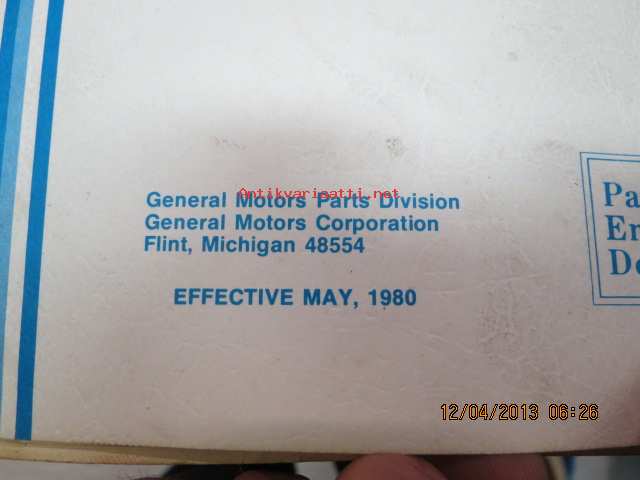 Antikvariaatti.net
General Motors Parts Division
General Motors Corporation
Flint, Michigan 48554
EFFECTIVE MAY, 1980
Pa
En
De
12/04/2013 06:26